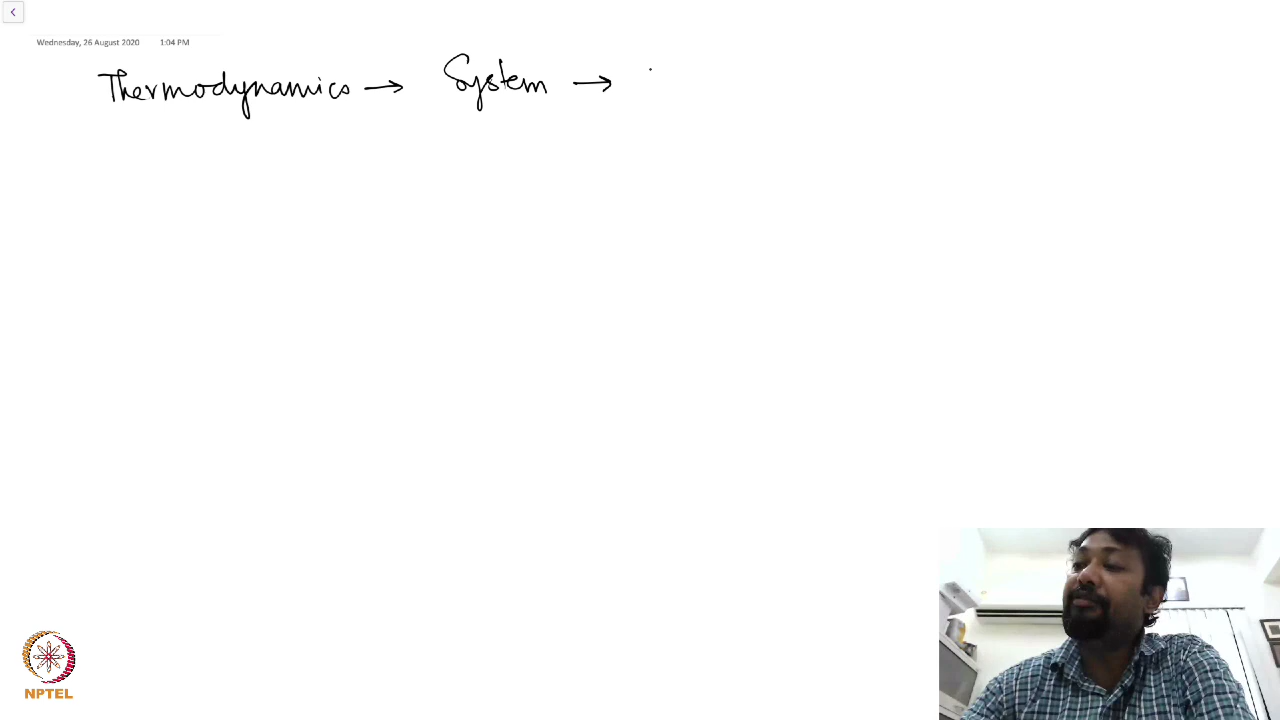 Wednesday, 26 August 2020 1:04 PM
Thermodynamics → System →
NPTEL